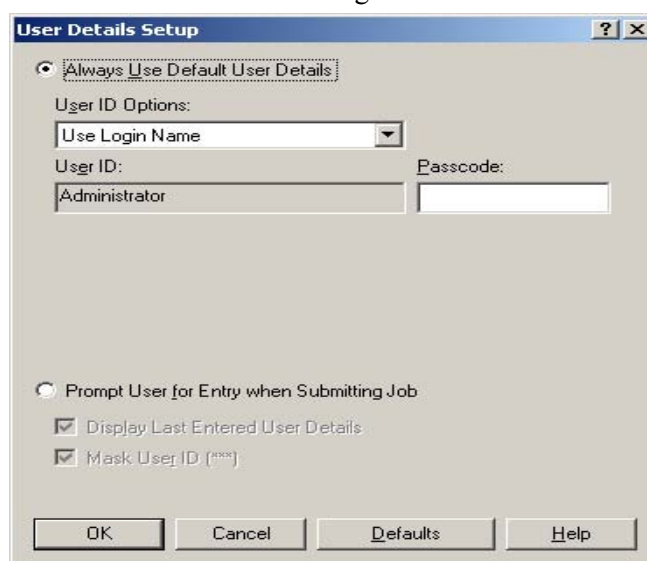 User Details Setup
Always Use Default User Details
User ID Options:
Use Login Name
User ID: Passcode:
Administrator
Prompt User for Entry when Submitting Job
Display Last Entered User Details
Mask User ID (***)
OK Cancel Defaults Help